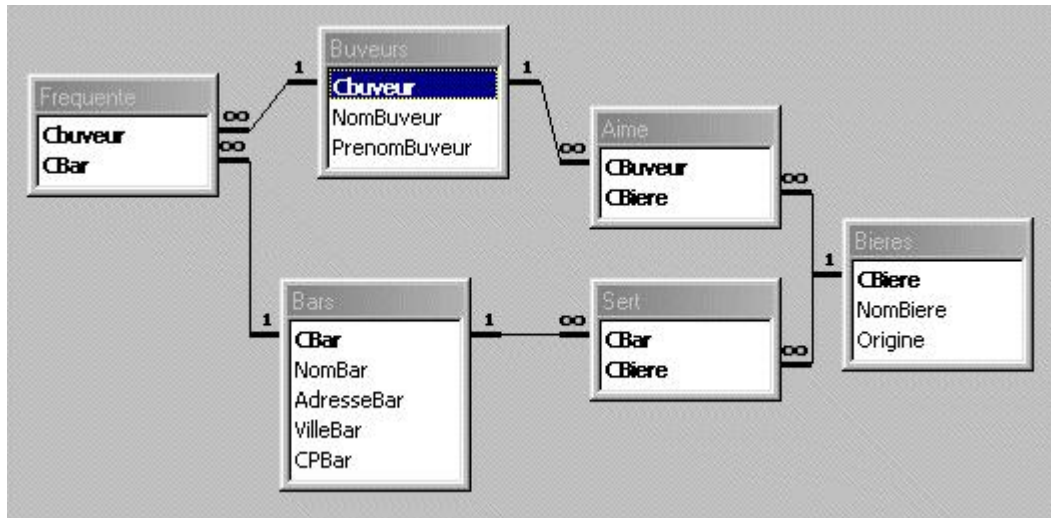 Frequente
Cbuveur
CBar
Buveurs
Cbuveur
NomBuveur
PrenomBuveur
Aime
CBuveur
CBiere
Bieres
CBiere
NomBiere
Origine
Bars
CBar
NomBar
AdresseBar
VilleBar
CPBar
Sert
CBar
CBiere
1
∞
∞
1
∞
∞
1
1
1
∞
∞